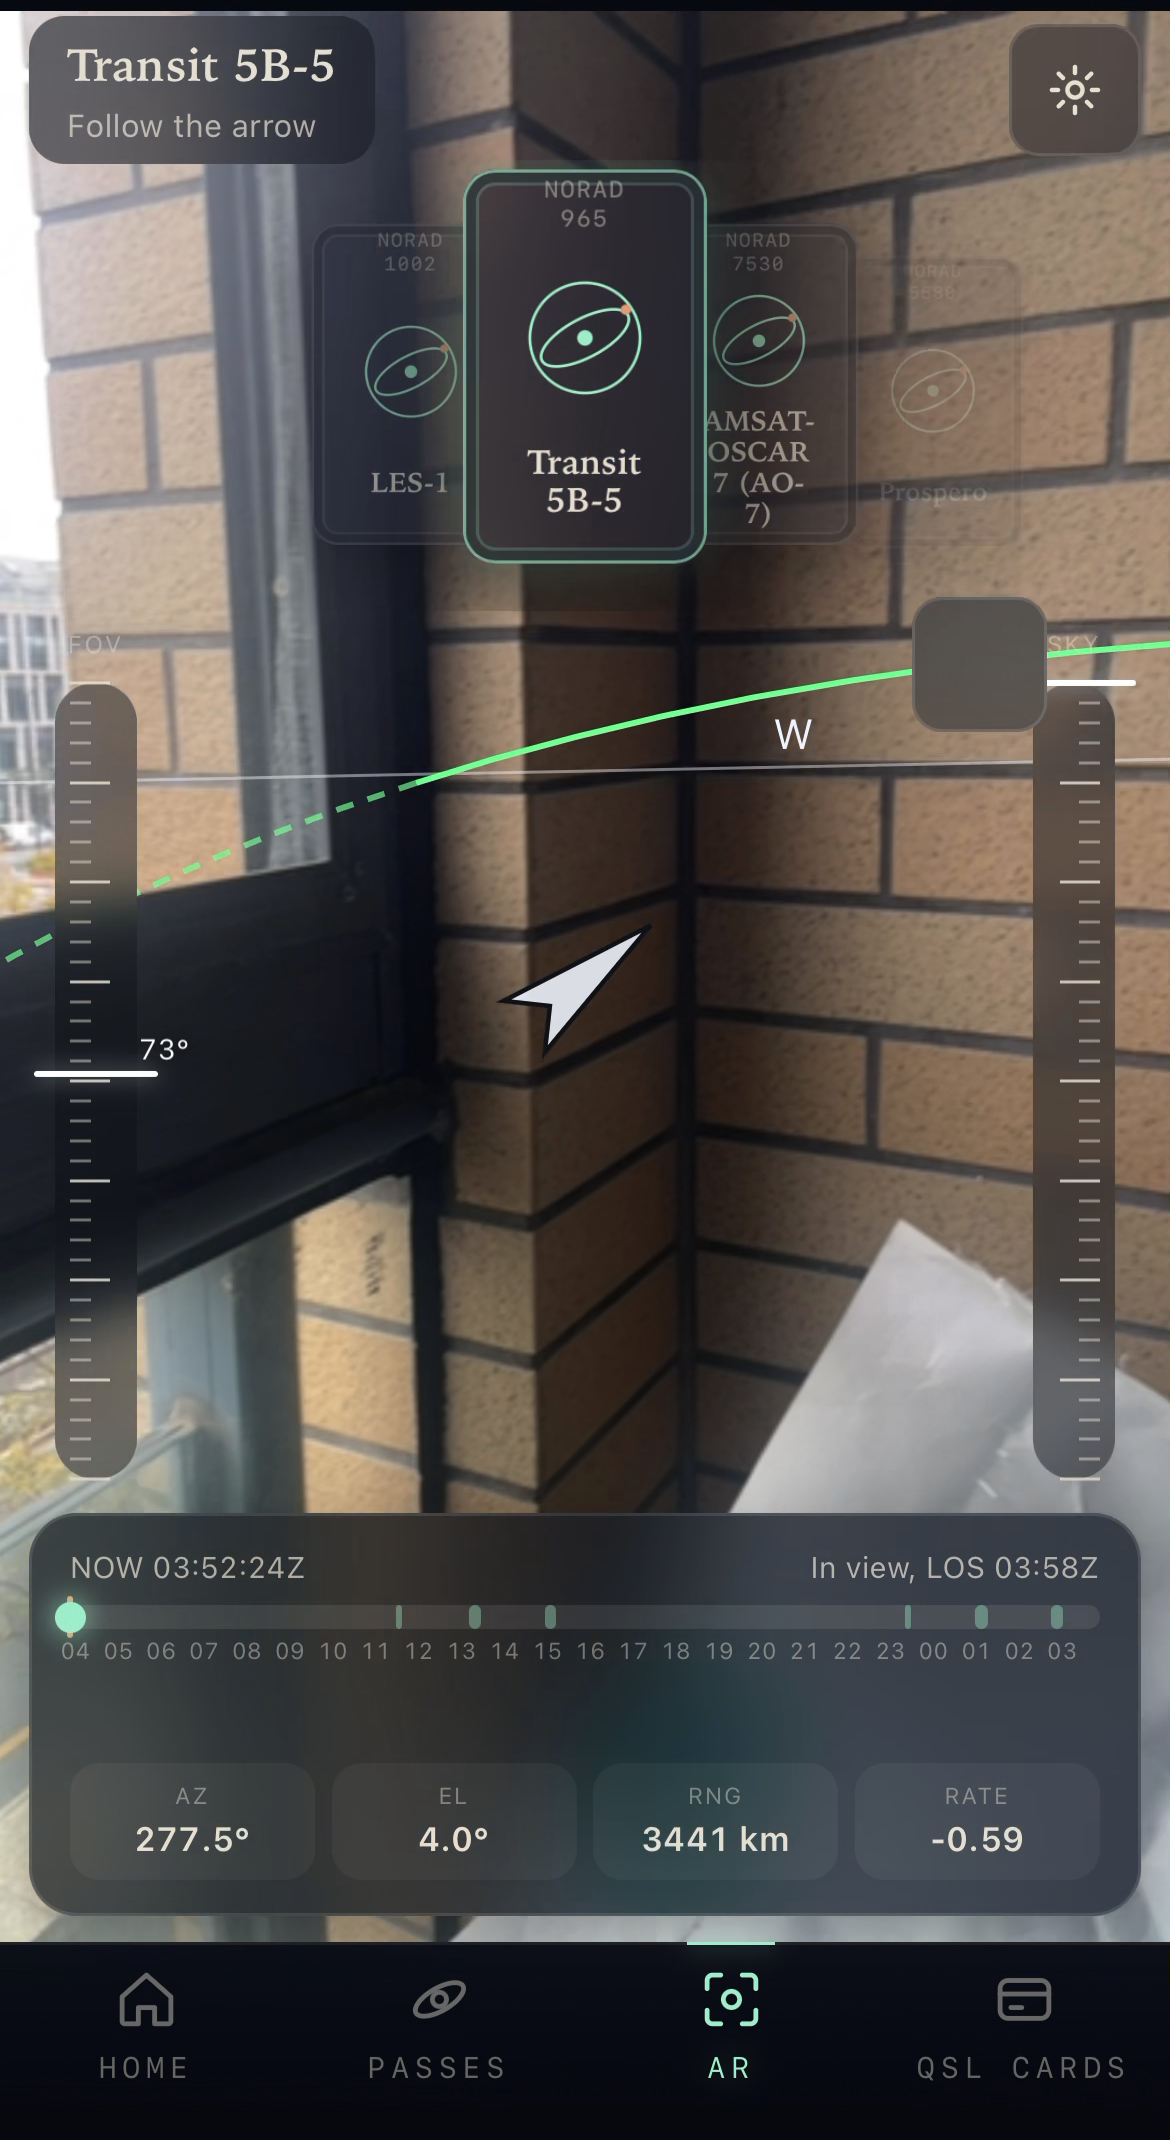 Transit 5B-5
Follow the arrow
NORAD
965
NORAD
1002
NORAD
7530
NORAD
LES-1
Transit
5B-5
AMSAT-
OSCAR
7 (AO-
7)
Prospero
FOV
SKY
W
73°
NOW 03:52:24Z
In view, LOS 03:58Z
04 05 06 07 08 09 10 11 12 13 14 15 16 17 18 19 20 21 22 23 00 01 02 03
AZ
277.5°
EL
4.0°
RNG
3441 km
RATE
-0.59
HOME
PASSES
AR
QSL CARDS